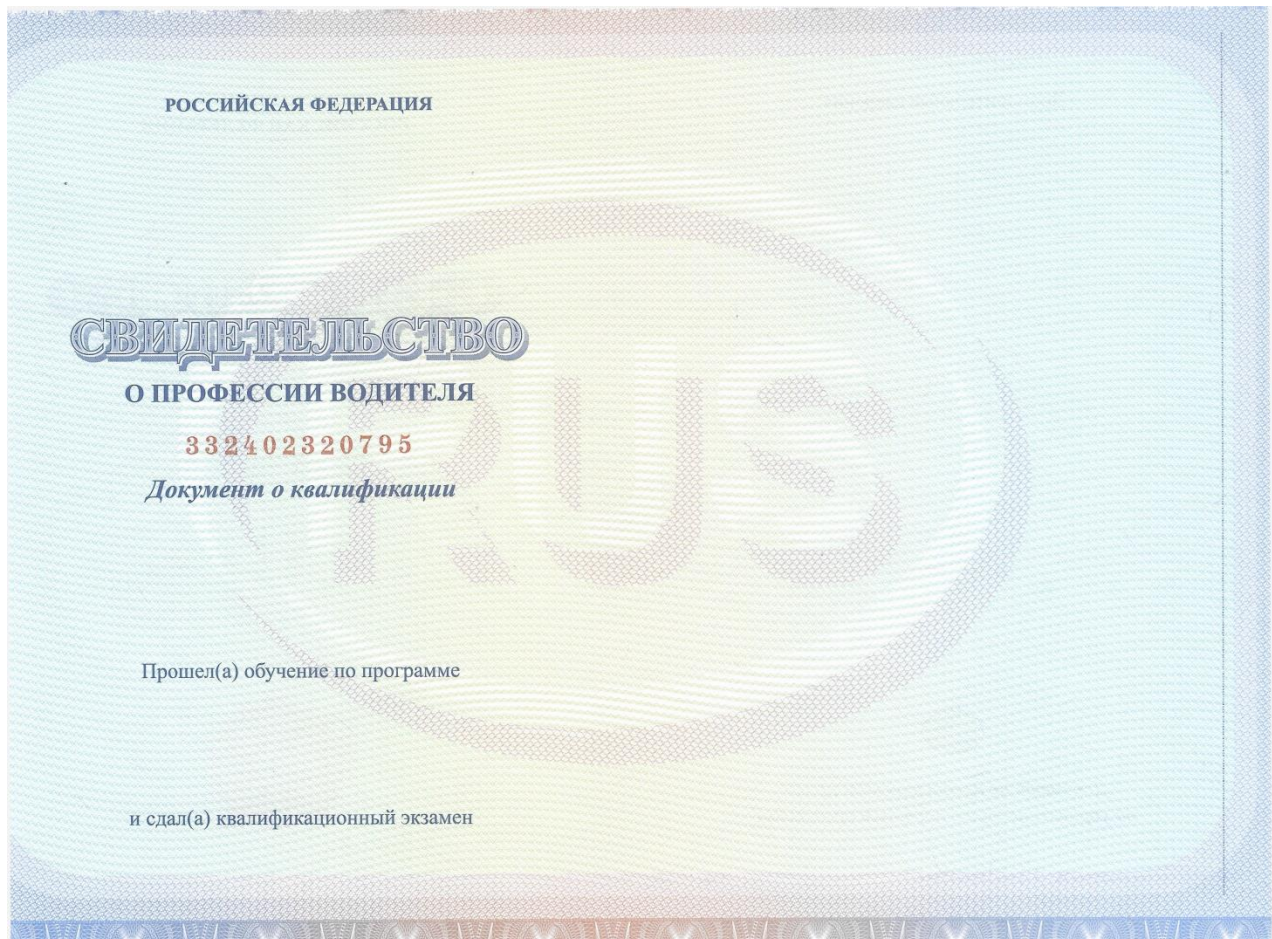 РОССИЙСКАЯ ФЕДЕРАЦИЯ
СВИДЕТЕЛЬСТВО
О ПРОФЕССИИ ВОДИТЕЛЯ
332402320795
Документ о квалификации
RUS
Прошел(а) обучение по программе
и сдал(а) квалификационный экзамен